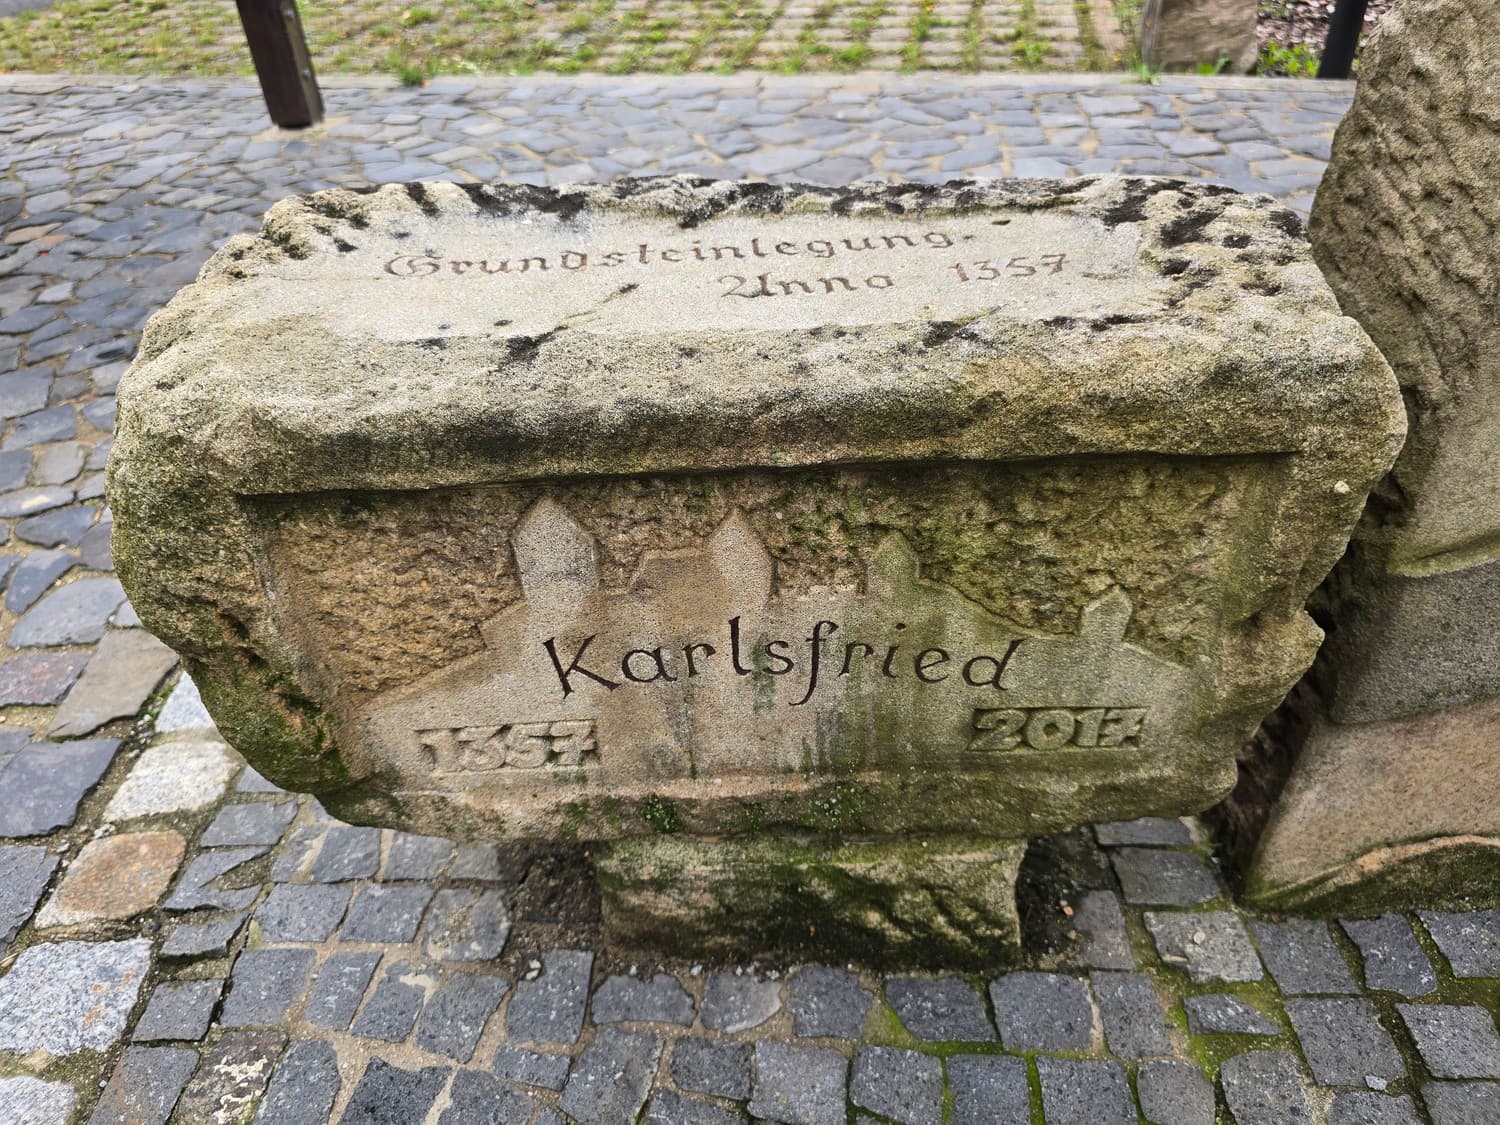 Grundsteinlegung.
Anno 1357
Karlsfried
1357 2017